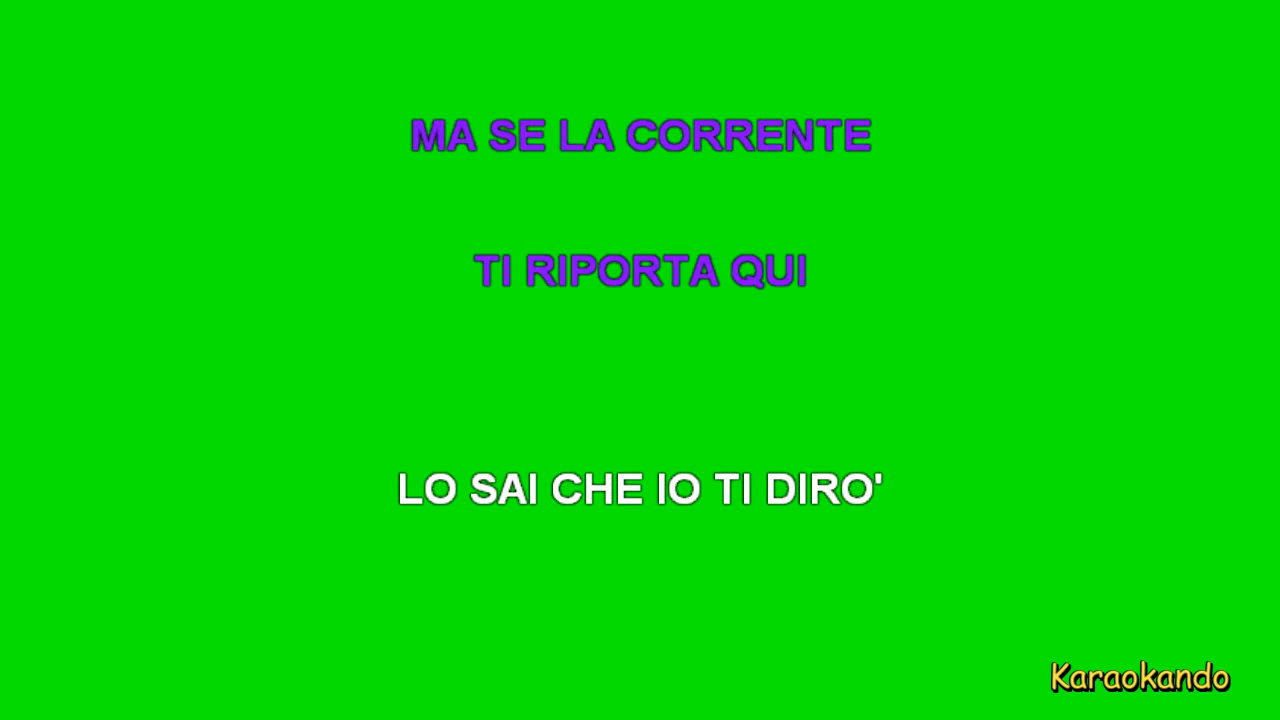 MA SE LA CORRENTE
TI RIPORTA QUI
LO SAI CHE IO TI DIRO'
Karaokando